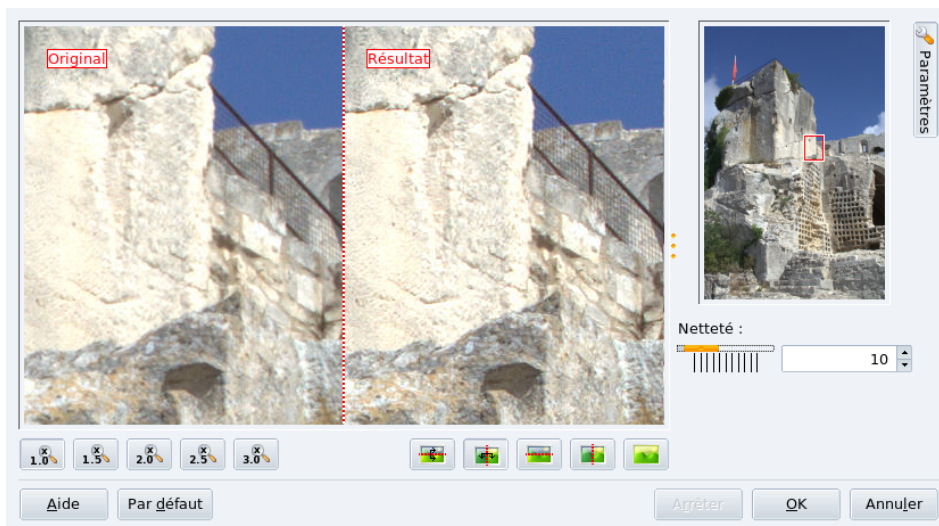 Original
Résultat
Paramètres
Netteté :
10
x
1.0
x
1.5
x
2.0
x
2.5
x
3.0
Aide
Par défaut
Arrêter
OK
Annuler